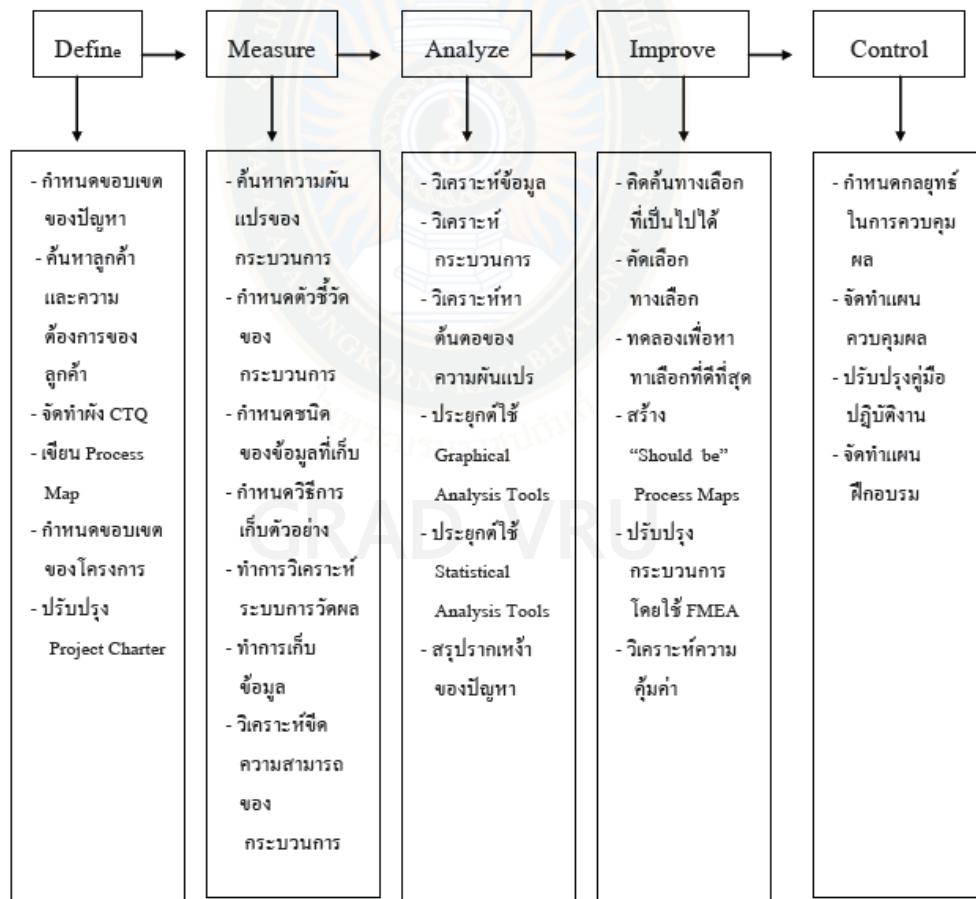 Define
Measure
Analyze
Improve
Control
- กำหนดขอบเขต
ของปัญหา
- ค้นหาลูกค้า
และความ
ต้องการของ
ลูกค้า
- จัดทำผัง CTQ
- เขียน Process
Map
- กำหนดขอบเขต
ของโครงการ
- ปรับปรุง
Project Charter
- ค้นหาความผัน
แปรของ
กระบวนการ
- กำหนดตัวชี้วัด
ของ
กระบวนการ
- กำหนดชนิด
ของข้อมูลที่เก็บ
- กำหนดวิธีการ
เก็บตัวอย่าง
- ทำการวิเคราะห์
ระบบการวัดผล
- ทำการเก็บ
ข้อมูล
- วิเคราะห์ขีด
ความสามารถ
ของ
กระบวนการ
- วิเคราะห์ข้อมูล
- วิเคราะห์
กระบวนการ
- วิเคราะห์หา
ต้นตอของ
ความผันแปร
- ประยุกต์ใช้
Graphical
Analysis Tools
- ประยุกต์ใช้
Statistical
Analysis Tools
- สรุปรากเหง้า
ของปัญหา
- คิดค้นทางเลือก
ที่เป็นไปได้
- คัดเลือก
ทางเลือก
- ทดลองเพื่อหา
ทาเลือกที่ดีที่สุด
- สร้าง
“Should be”
Process Maps
- ปรับปรุง
กระบวนการ
โดยใช้ FMEA
- วิเคราะห์ความ
คุ้มค่า
- กำหนดกลยุทธ์
ในการควบคุม
ผล
- จัดทำแผน
ควบคุมผล
- ปรับปรุงคู่มือ
ปฏิบัติงาน
- จัดทำแผน
ฝึกอบรม
GRAD VRU